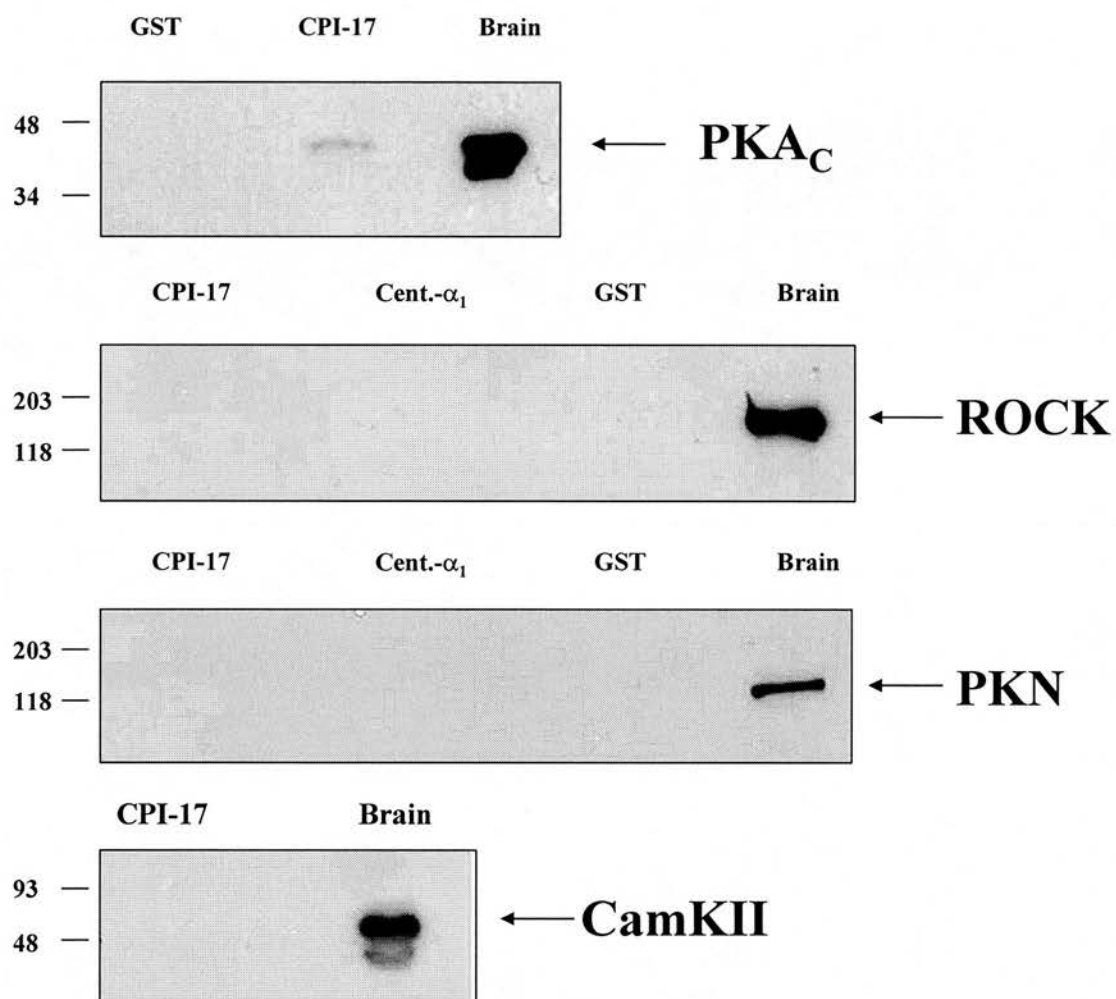 GST CPI-17 Brain
48
PKAC
34
CPI-17 Cent.-α1 GST Brain
203
ROCK
118
CPI-17 Cent.-α1 GST Brain
203
PKN
118
CPI-17 Brain
93
CamKII
48